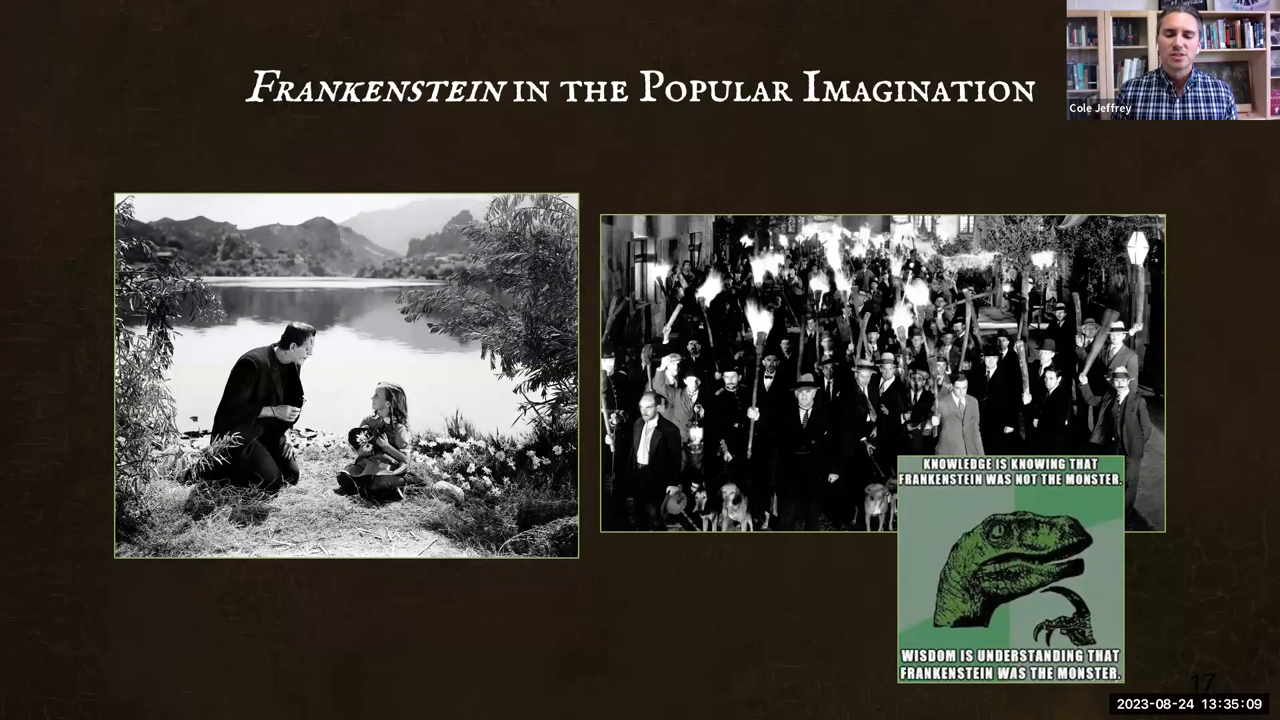 Frankenstein in the Popular Imagination
Cole Jeffrey
KNOWLEDGE IS KNOWING THAT
FRANKENSTEIN WAS NOT THE MONSTER.
WISDOM IS UNDERSTANDING THAT
FRANKENSTEIN WAS THE MONSTER.
17
2023-08-24 13:35:09